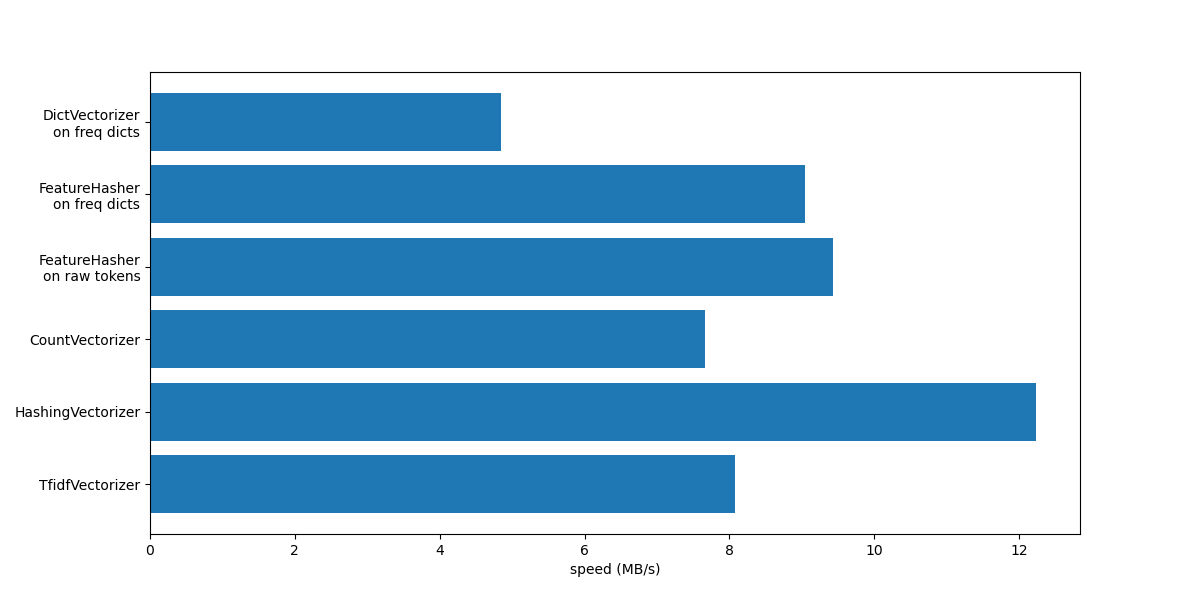 DictVectorizer
on freq dicts
FeatureHasher
on freq dicts
FeatureHasher
on raw tokens
CountVectorizer
HashingVectorizer
TfidfVectorizer
0 2 4 6 8 10 12
speed (MB/s)